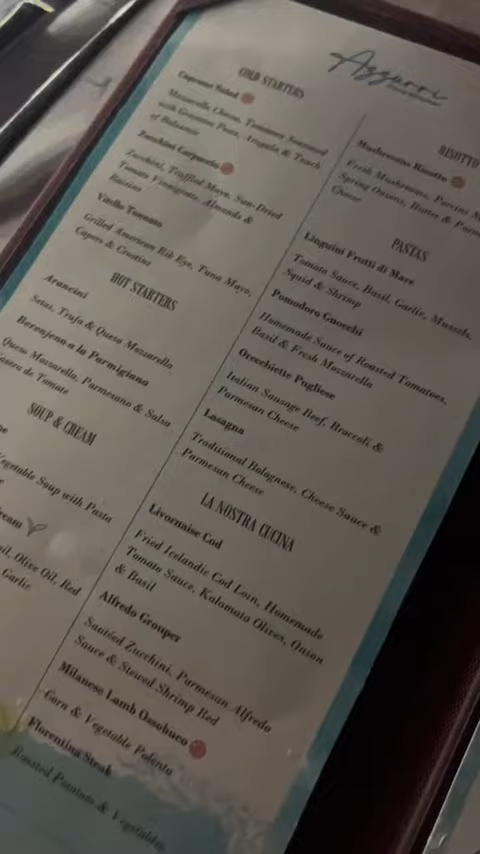 Azzurri
COLD STARTERS
Caprese Salad
Mozzarella Cheese, Tomatoes Seasoned
with Genovese Pesto, Arugula & Touch
of Balsamic
Zucchini Carpaccio
Zucchini, Truffled Mayo, Sun-Dried
Tomato Vinaigrette, Almonds &
Raisins
Vitello Tonnato
Grilled American Rib Eye, Tuna Mayo,
Capers & Crostini
HOT STARTERS
Arancini
Setas, Trufa & Queso Mozzarella
Berenjena a la Parmigiana
Queso Mozzarella, Parmesano & Salsa
de Tomate
SOUP & CREAM
Vegetable Soup with Pasta
Olive Oil, Red
Garlic
RISOTTO
Mushrooms Risotto
Fresh Mushrooms, Porcini
Spring Onions, Butter &
Cheese
PASTAS
Linguini Frutti di Mare
Tomato Sauce, Basil, Garlic, Mussels,
Squid & Shrimp
Pomodoro Gnocchi
Homemade Sauce of Roasted Tomatoes,
Basil & Fresh Mozzarella
Orecchiette Pugliese
Italian Sausage Beef, Broccoli &
Parmesan Cheese
Lasagna
Traditional Bolognese, Cheese Sauce &
Parmesan Cheese
LA NOSTRA CUCINA
Livornaise Cod
Fried Icelandic Cod Loin, Homemade
Tomato Sauce, Kalamata Olives, Onion
& Basil
Alfredo Grouper
Sautéed Zucchini, Parmesan Alfredo
Sauce & Stewed Shrimp Red
Milanese Lamb Ossobuco
Corn & Vegetable Polenta
Florentina Steak
Roasted Potatoes & Vegetables